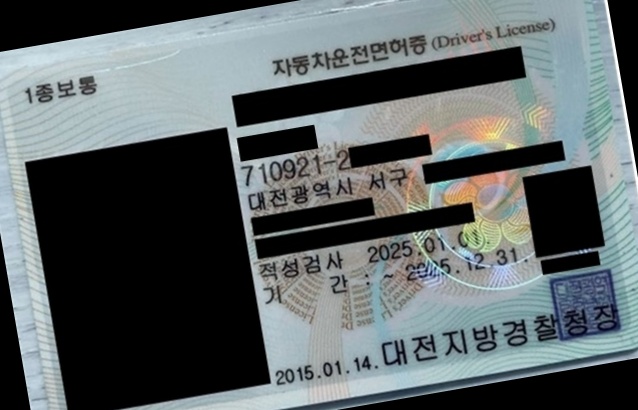 자동차운전면허증 (Driver's License)
1종보통
710921-2
대전광역시 서구
적성검사 2025.01.01.
기 간 : ~ 2025.12.31.
2015.01.14. 대전지방경찰청장